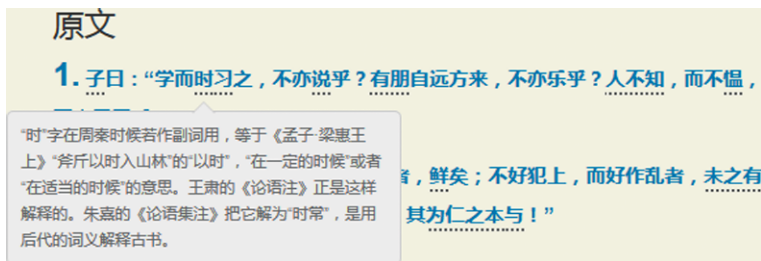 原文
1. 子曰：“学而时习之，不亦说乎？有朋自远方来，不亦乐乎？人不知，而不愠，
“时”字在周秦时候若作副词用，等于《孟子·梁惠王
上》“斧斤以时入山林”的“以时”，“在一定的时候”或者
“在适当的时候”的意思。王肃的《论语注》正是这样
解释的。朱嘉的《论语集注》把它解为“时常”，是用
后代的词义解释古书。
者，鲜矣；不好犯上，而好作乱者，未之有
其为仁之本与！”